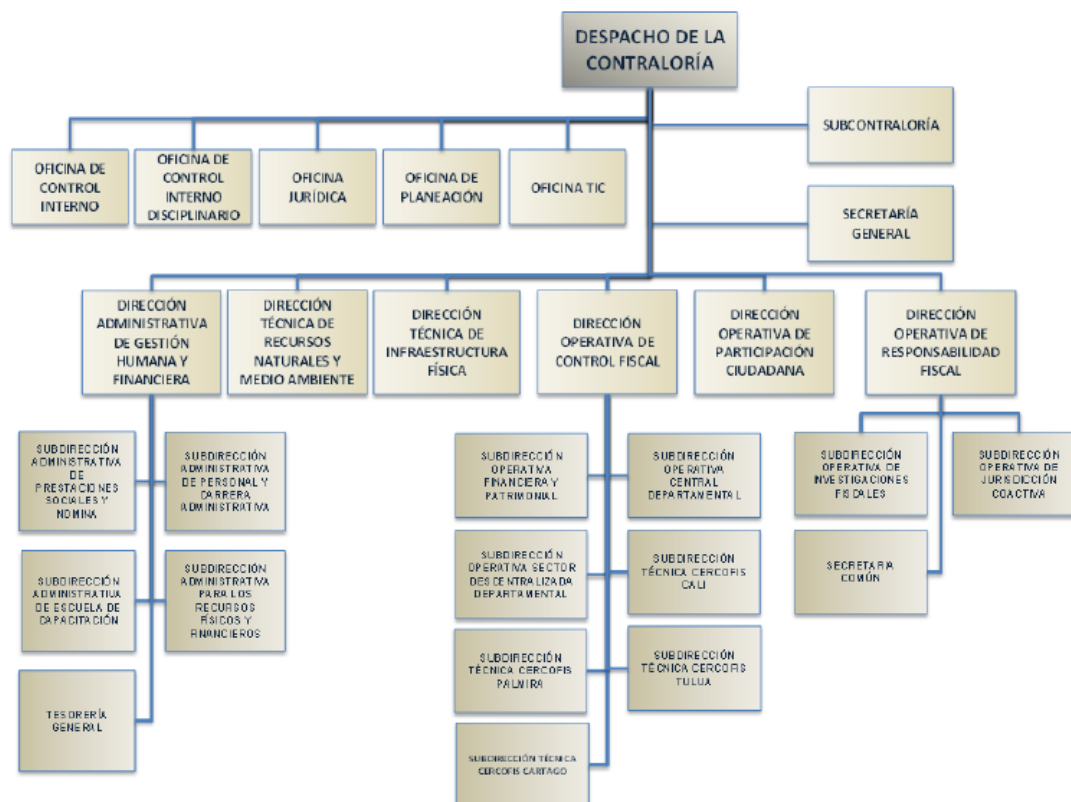 DESPACHO DE LA
CONTRALORÍA
SUBCONTRALORÍA
OFICINA DE
CONTROL
INTERNO
OFICINA DE
CONTROL
INTERNO
DISCIPLINARIO
OFICINA
JURÍDICA
OFICINA DE
PLANEACIÓN
OFICINA TIC
SECRETARÍA
GENERAL
DIRECCIÓN
ADMINISTRATIVA
DE GESTIÓN
HUMANA Y
FINANCIERA
DIRECCIÓN
TÉCNICA DE
RECURSOS
NATURALES Y
MEDIO AMBIENTE
DIRECCIÓN
TÉCNICA DE
INFRAESTRUCTURA
FÍSICA
DIRECCIÓN
OPERATIVA DE
CONTROL FISCAL
DIRECCIÓN
OPERATIVA DE
PARTICIPACIÓN
CIUDADANA
DIRECCIÓN
OPERATIVA DE
RESPONSABILIDAD
FISCAL
SUBDIRECCIÓN
ADMINISTRATIVA
DE
PRESTACIONES
SOCIALES Y
NOMINA
SUBDIRECCIÓN
ADMINISTRATIVA
DE PERSONAL Y
CARRERA
ADMINISTRATIVA
SUBDIRECCIÓN
OPERATIVA
FINANCIERA Y
PATRIMONIAL
SUBDIRECCIÓN
OPERATIVA
CENTRAL
DEPARTAMENTAL
SUBDIRECCIÓN
OPERATIVA DE
INVESTIGACIONES
FISCALES
SUBDIRECCIÓN
OPERATIVA DE
JURISDICCIÓN
COACTIVA
SUBDIRECCIÓN
ADMINISTRATIVA
DE ESCUELA DE
CAPACITACIÓN
SUBDIRECCIÓN
ADMINISTRATIVA
PARA LOS
RECURSOS
FÍSICOS Y
FINANCIEROS
SUBDIRECCIÓN
OPERATIVA SECTOR
DESCENTRALIZADA
DEPARTAMENTAL
SUBDIRECCIÓN
TÉCNICA CERCOFIS
CALI
SECRETARIA
COMÚN
TESORERÍA
GENERAL
SUBDIRECCIÓN
TÉCNICA CERCOFIS
PALMIRA
SUBDIRECCIÓN
TÉCNICA CERCOFIS
TULUA
SUBDIRECCIÓN TÉCNICA
CERCOFIS CARTAGO